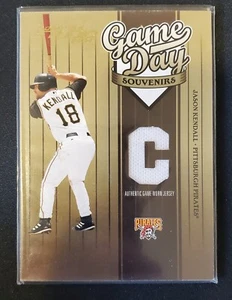 Game
Day
SOUVENIRS
JASON KENDALL - PITTSBURGH PIRATES
KENDALL
18
C
AUTHENTIC GAME-WORN JERSEY
PIRATES